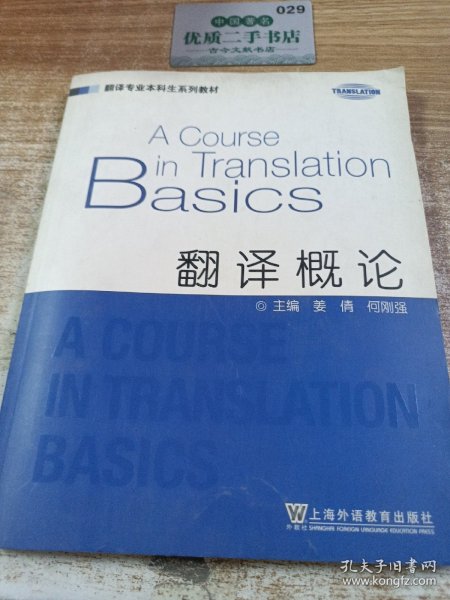 029
中国著名
优质二手书店
古今文献书店
翻译专业本科生系列教材
TRANSLATION
A Course
in Translation
Basics
翻译概论
◎ 主编 姜倩 何刚强
A COURSE
IN TRANSLATION
BASICS
W 上海外语教育出版社
外教社 SHANGHAI FOREIGN LANGUAGE EDUCATION PRESS
孔夫子旧书网
www.kongfz.com